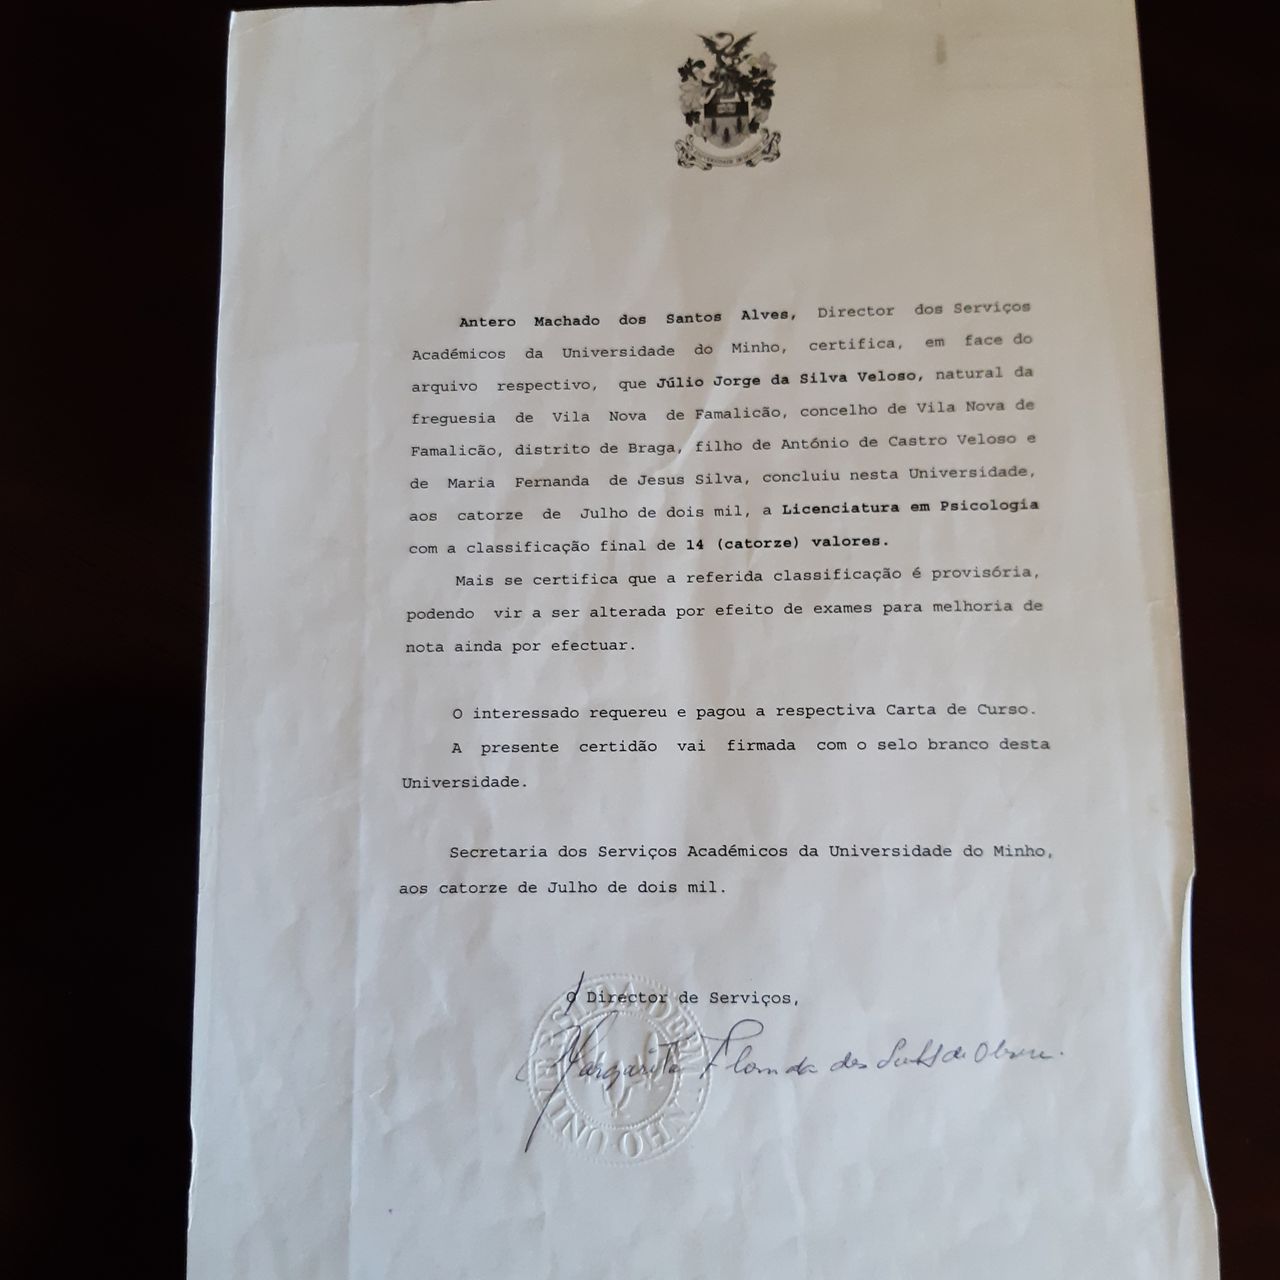 Antero Machado dos Santos Alves, Director dos Serviços
Académicos da Universidade do Minho, certifica, em face do
arquivo respectivo, que Júlio Jorge da Silva Veloso, natural da
freguesia de Vila Nova de Famalicão, concelho de Vila Nova de
Famalicão, distrito de Braga, filho de António de Castro Veloso e
de Maria Fernanda de Jesus Silva, concluiu nesta Universidade,
aos catorze de Julho de dois mil, a Licenciatura em Psicologia
com a classificação final de 14 (catorze) valores.
Mais se certifica que a referida classificação é provisória,
podendo vir a ser alterada por efeito de exames para melhoria de
nota ainda por efectuar.
O interessado requereu e pagou a respectiva Carta de Curso.
A presente certidão vai firmada com o selo branco desta
Universidade.
Secretaria dos Serviços Académicos da Universidade do Minho,
aos catorze de Julho de dois mil.
O Director de Serviços,
Margarita